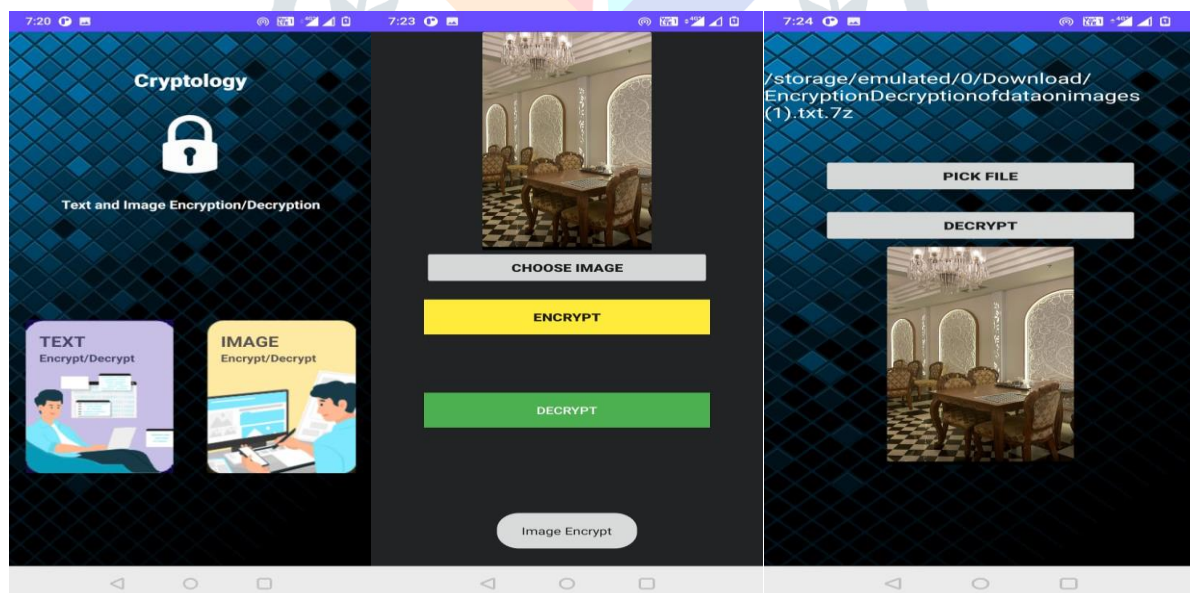 7:20
Cryptology
Text and Image Encryption/Decryption
TEXT
Encrypt/Decrypt
IMAGE
Encrypt/Decrypt
7:23
CHOOSE IMAGE
ENCRYPT
DECRYPT
Image Encrypt
7:24
/storage/emulated/0/Download/
EncryptionDecryptionofdataonimages
(1).txt.7z
PICK FILE
DECRYPT